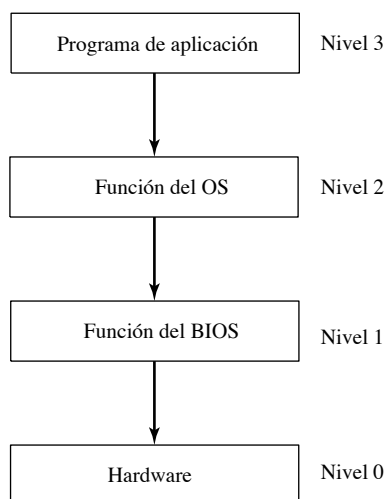 Programa de aplicación Nivel 3
Función del OS Nivel 2
Función del BIOS Nivel 1
Hardware Nivel 0